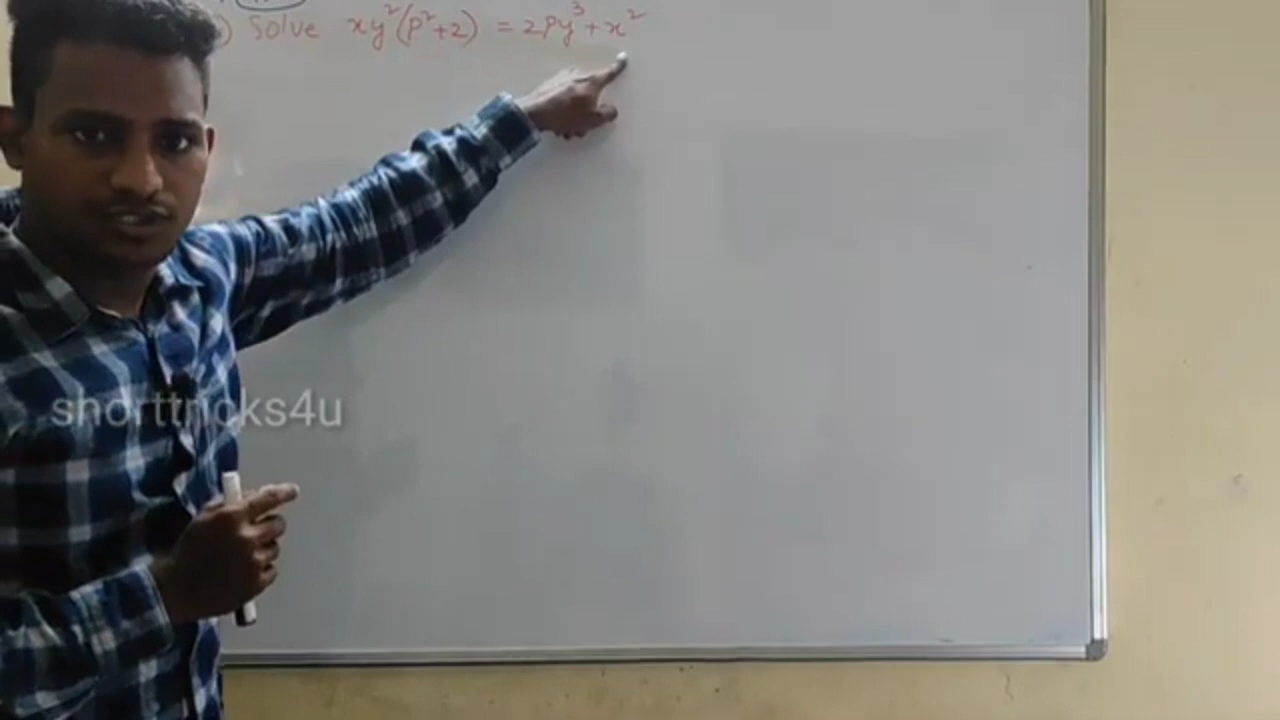 ) Solve xy²(p²+2) = 2py³+x²
shorttricks4u